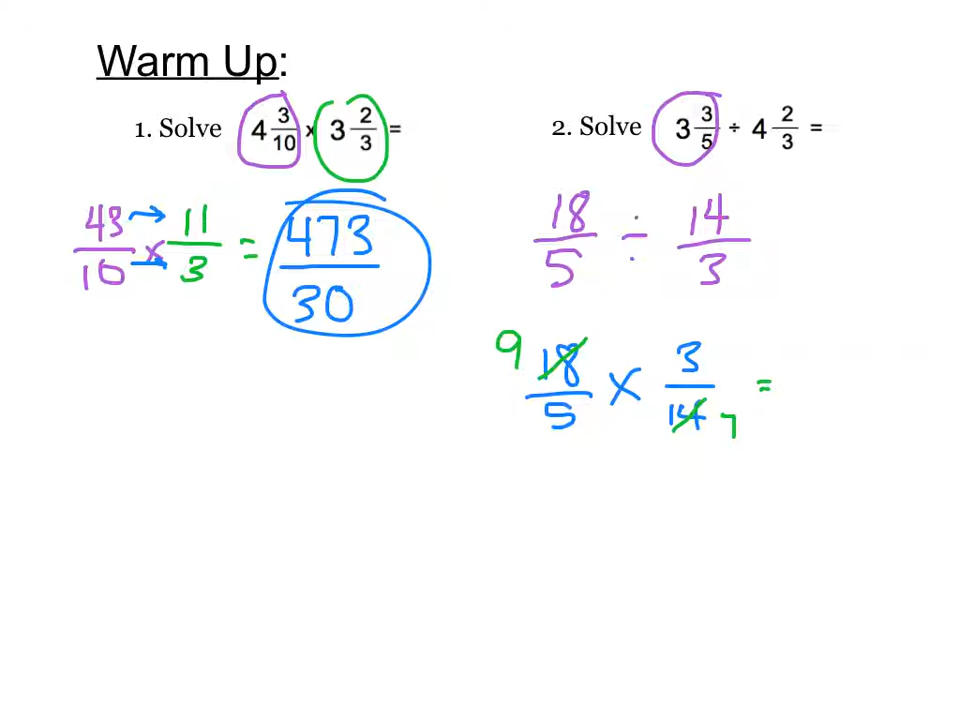 Warm Up:
1. Solve 4 3/10 x 3 2/3 =
43/10 x 11/3 = 473/30
2. Solve 3 3/5 ÷ 4 2/3 =
18/5 ÷ 14/3
9 18/5 x 3/14 7 =